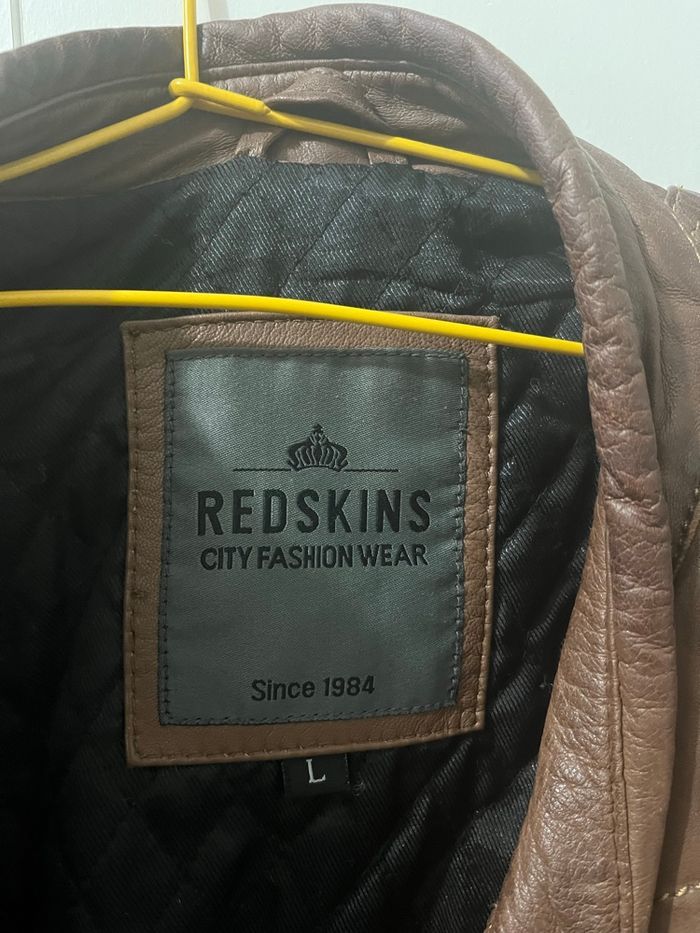 REDSKINS
CITY FASHION WEAR
Since 1984
L